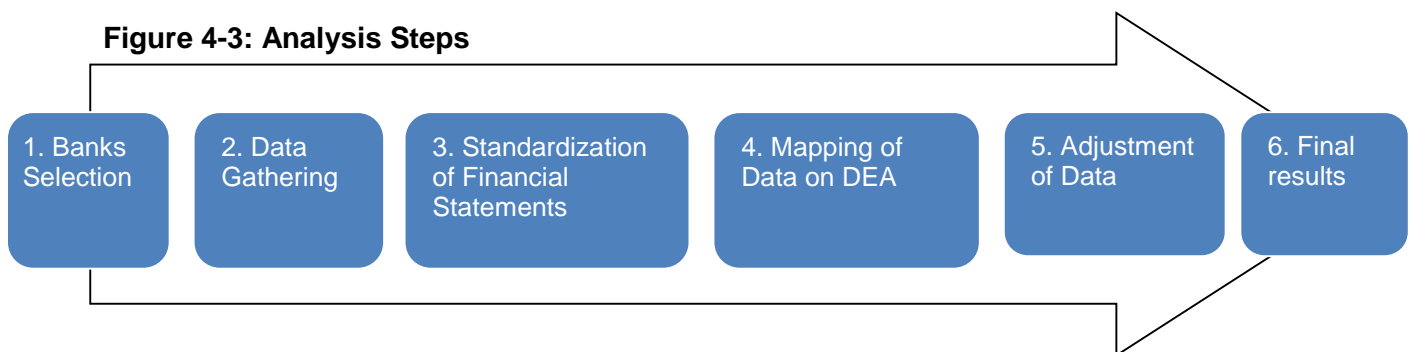 Figure 4-3: Analysis Steps
1. Banks
Selection
2. Data
Gathering
3. Standardization
of Financial
Statements
4. Mapping of
Data on DEA
5. Adjustment
of Data
6. Final
results